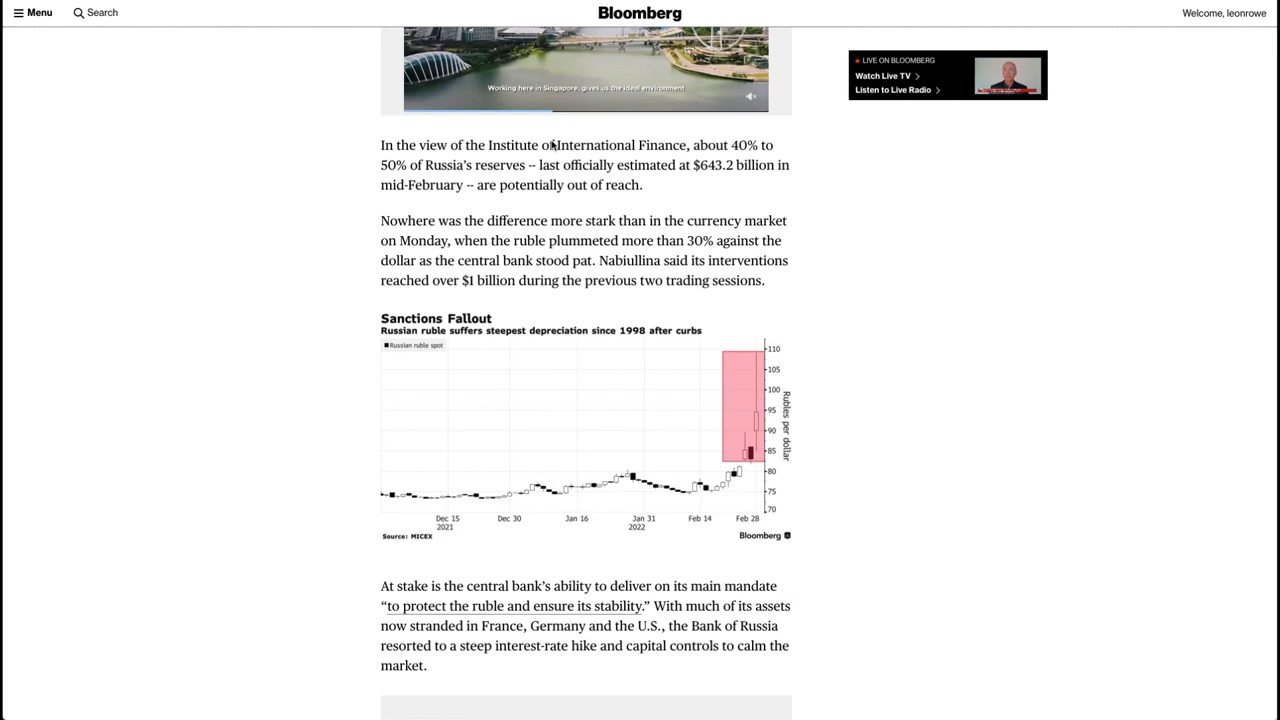 Menu
Search
Bloomberg
Welcome, leonrowe
Working here in Singapore, gives us the ideal environment.
LIVE ON BLOOMBERG
Watch Live TV
Listen to Live Radio
In the view of the Institute of International Finance, about 40% to
50% of Russia’s reserves -- last officially estimated at $643.2 billion in
mid-February -- are potentially out of reach.
Nowhere was the difference more stark than in the currency market
on Monday, when the ruble plummeted more than 30% against the
dollar as the central bank stood pat. Nabiullina said its interventions
reached over $1 billion during the previous two trading sessions.
Sanctions Fallout
Russian ruble suffers steepest depreciation since 1998 after curbs
Russian ruble spot
110
105
100
95
90
85
80
75
70
Rubles per dollar
Dec 15 Dec 30 Jan 16 Jan 31 Feb 14 Feb 28
2021 2022
Source: MICEX
Bloomberg
At stake is the central bank’s ability to deliver on its main mandate
“to protect the ruble and ensure its stability.” With much of its assets
now stranded in France, Germany and the U.S., the Bank of Russia
resorted to a steep interest-rate hike and capital controls to calm the
market.